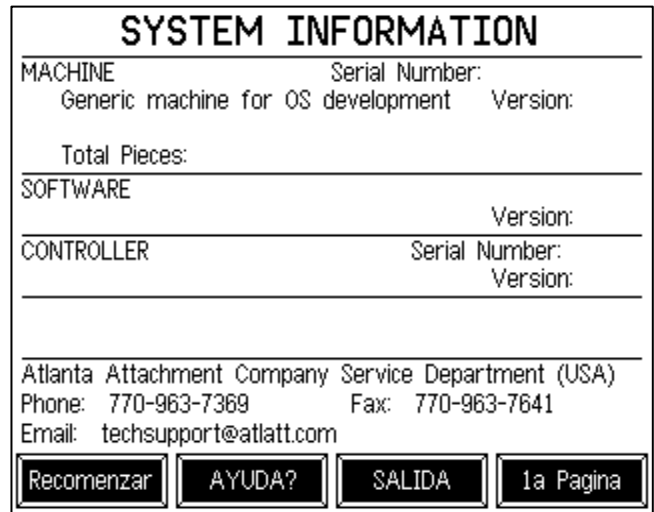 SYSTEM INFORMATION
MACHINE Serial Number:
Generic machine for OS development Version:
Total Pieces:
SOFTWARE
Version:
CONTROLLER Serial Number:
Version:
Atlanta Attachment Company Service Department (USA)
Phone: 770-963-7369 Fax: 770-963-7641
Email: techsupport@atlatt.com
Recomenzar AYUDA? SALIDA 1a Pagina